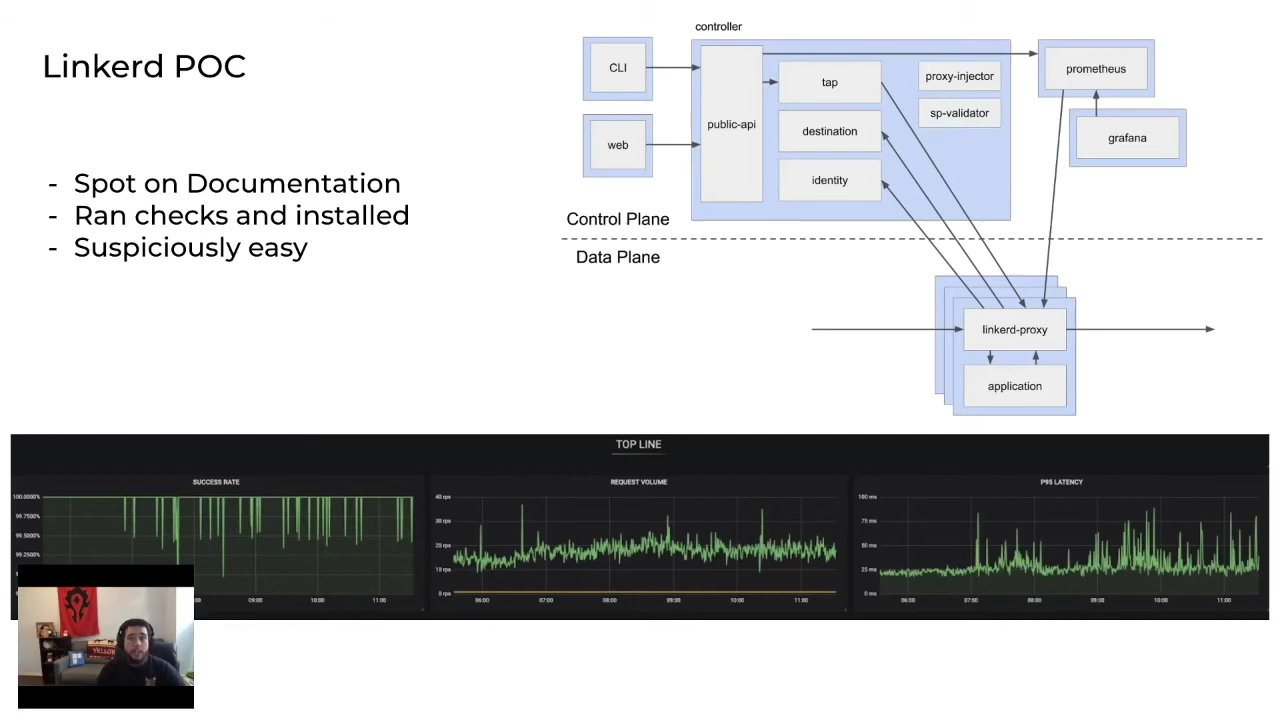 Linkerd POC
- Spot on Documentation
- Ran checks and installed
- Suspiciously easy
controller
CLI
web
public-api
tap
destination
identity
proxy-injector
sp-validator
prometheus
grafana
Control Plane
Data Plane
linkerd-proxy
application
TOP LINE
SUCCESS RATE
100.0000%
99.7500%
99.5000%
99.2500%
09:00
10:00
11:00
REQUEST VOLUME
40 rps
30 rps
20 rps
10 rps
0 rps
06:00
07:00
08:00
09:00
10:00
11:00
P95 LATENCY
100 ms
75 ms
50 ms
25 ms
0 ms
06:00
07:00
08:00
09:00
10:00
11:00
YELLOW